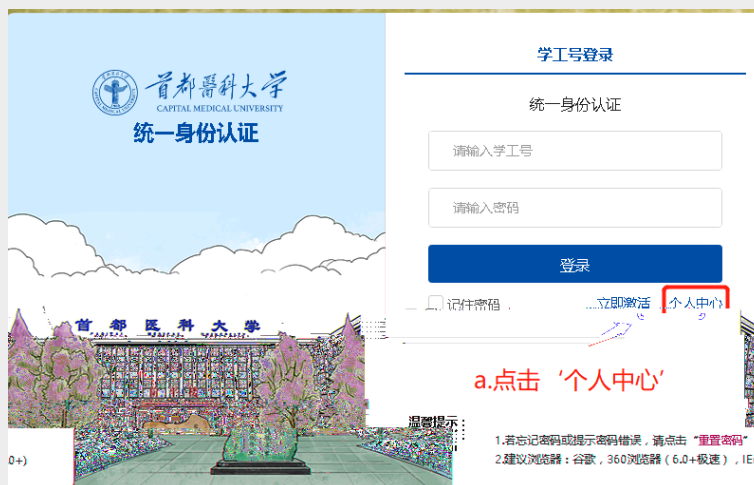 首都醫科大学
CAPITAL MEDICAL UNIVERSITY
统一身份认证
学工号登录
统一身份认证
请输入学工号
请输入密码
登录
记住密码
立即激活
个人中心
首都医科大学
a.点击‘个人中心’
温馨提示:
1.若忘记密码或提示密码错误，请点击“重置密码”
2.建议浏览器：谷歌，360浏览器（6.0+极速），IE
0+)